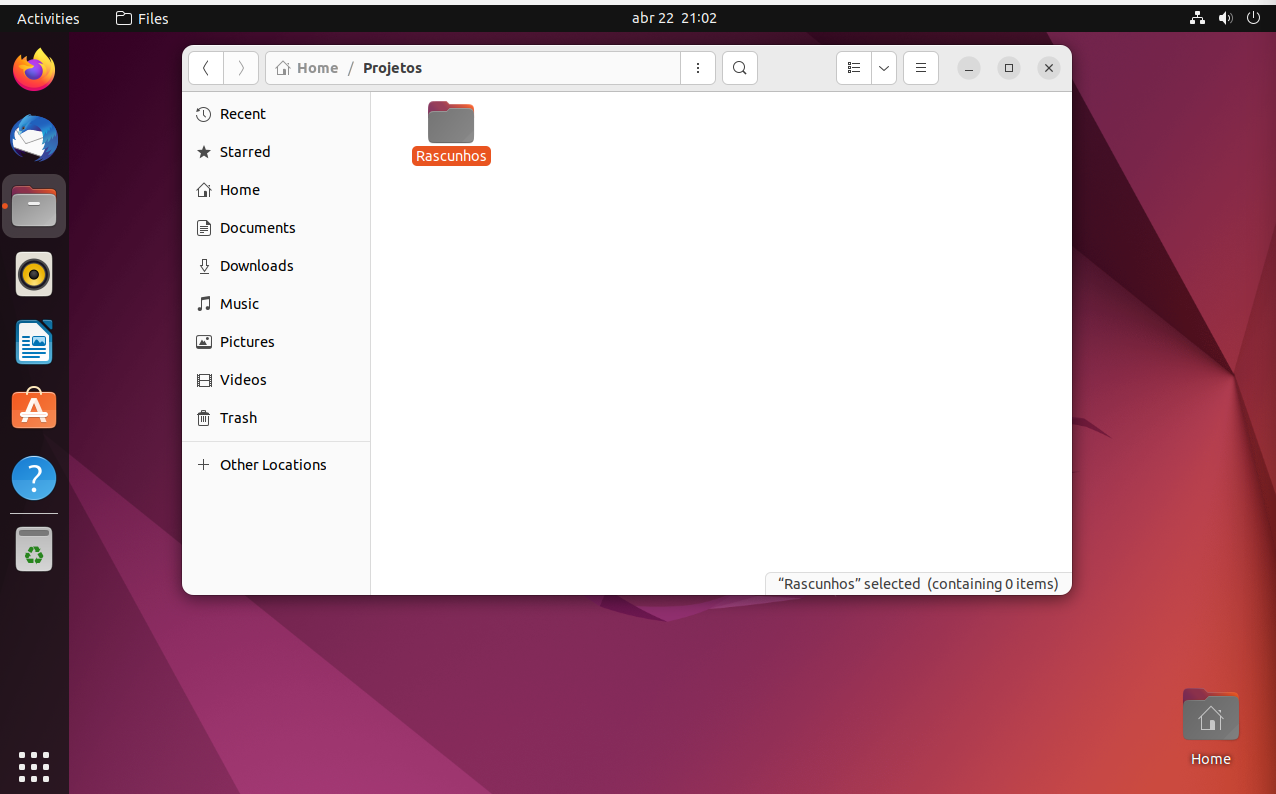 Activities
Files
abr 22 21:02
Home / Projetos
Recent
Starred
Home
Documents
Downloads
Music
Pictures
Videos
Trash
Other Locations
Rascunhos
“Rascunhos” selected (containing 0 items)
Home